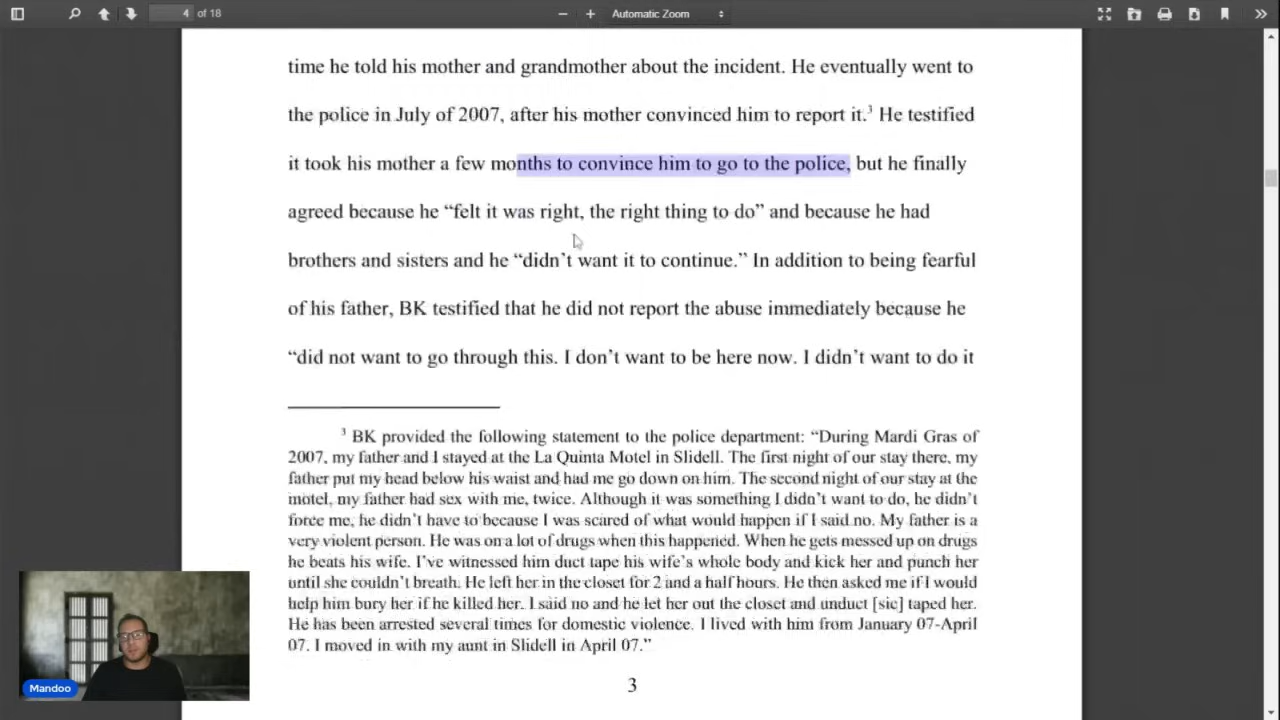 4 of 18
Automatic Zoom
time he told his mother and grandmother about the incident. He eventually went to
the police in July of 2007, after his mother convinced him to report it.3 He testified
it took his mother a few months to convince him to go to the police, but he finally
agreed because he “felt it was right, the right thing to do” and because he had
brothers and sisters and he “didn’t want it to continue.” In addition to being fearful
of his father, BK testified that he did not report the abuse immediately because he
“did not want to go through this. I don’t want to be here now. I didn’t want to do it
3 BK provided the following statement to the police department: “During Mardi Gras of
2007, my father and I stayed at the La Quinta Motel in Slidell. The first night of our stay there, my
father put my head below his waist and had me go down on him. The second night of our stay at the
motel, my father had sex with me, twice. Although it was something I didn’t want to do, he didn’t
force me, he didn’t have to because I was scared of what would happen if I said no. My father is a
very violent person. He was on a lot of drugs when this happened. When he gets messed up on drugs
he beats his wife. I’ve witnessed him duct tape his wife’s whole body and kick her and punch her
until she couldn’t breath. He left her in the closet for 2 and a half hours. He then asked me if I would
help him bury her if he killed her. I said no and he let her out the closet and unduct [sic] taped her.
He has been arrested several times for domestic violence. I lived with him from January 07-April
07. I moved in with my aunt in Slidell in April 07.”
Mandoo
3